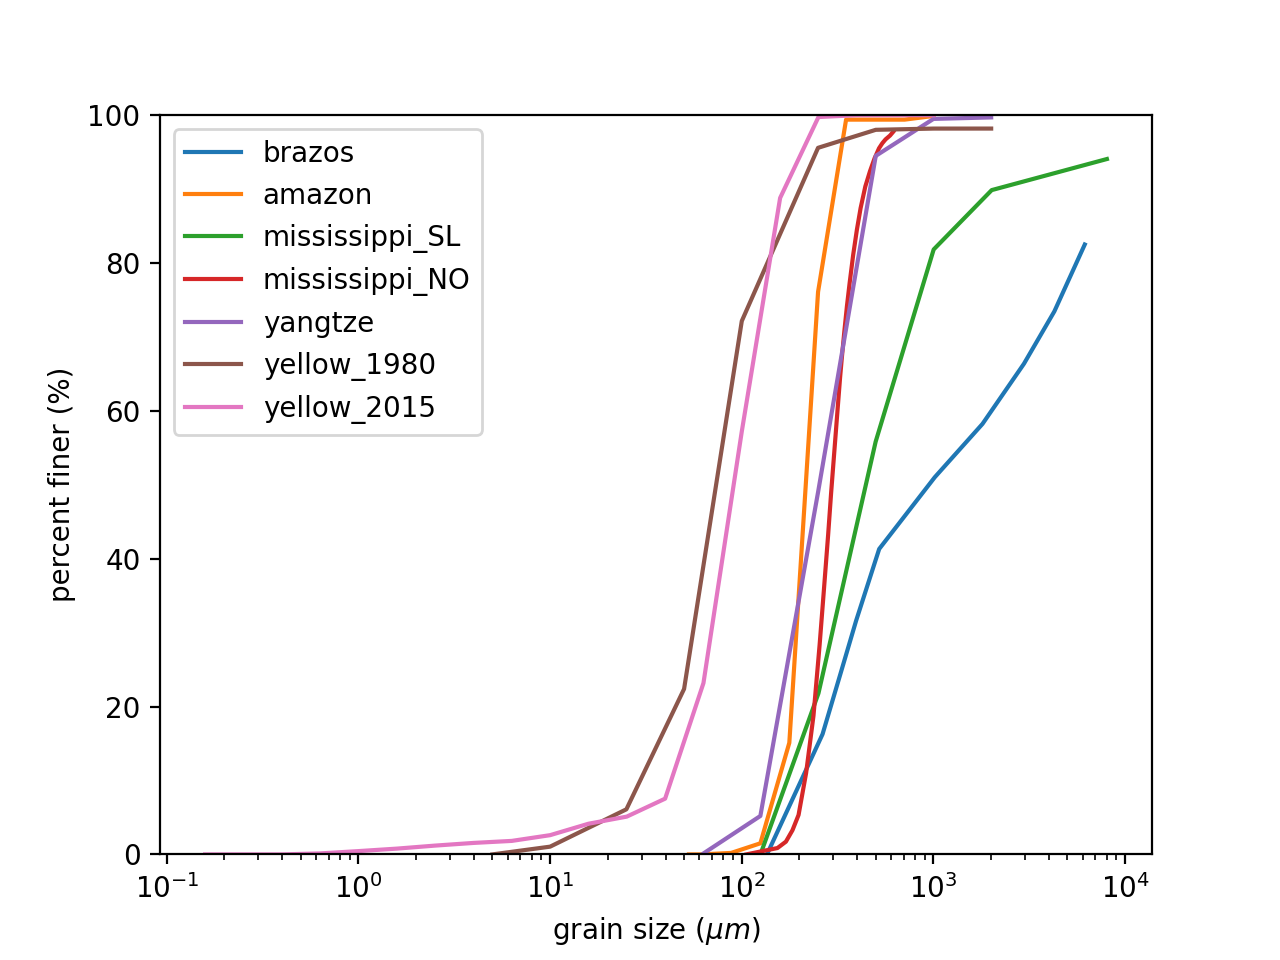 100
80
60
40
20
0
percent finer (%)
brazos
amazon
mississippi_SL
mississippi_NO
yangtze
yellow_1980
yellow_2015
10⁻¹ 10⁰ 10¹ 10² 10³ 10⁴
grain size (μm)